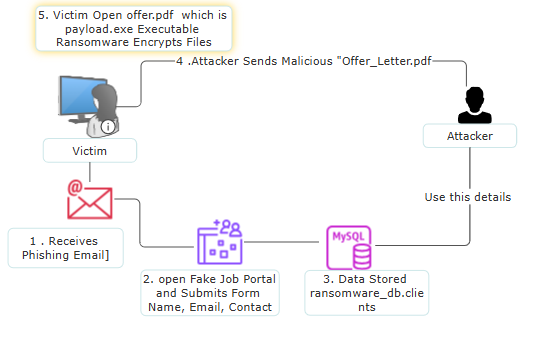 5. Victim Open offer.pdf which is
payload.exe Executable
Ransomware Encrypts Files
4 .Attacker Sends Malicious "Offer_Letter.pdf
Victim
Attacker
Use this details
@
MySQL
1 . Receives
Phishing Email]
2. open Fake Job Portal
and Submits Form
Name, Email, Contact
3. Data Stored
ransomware_db.clie
nts